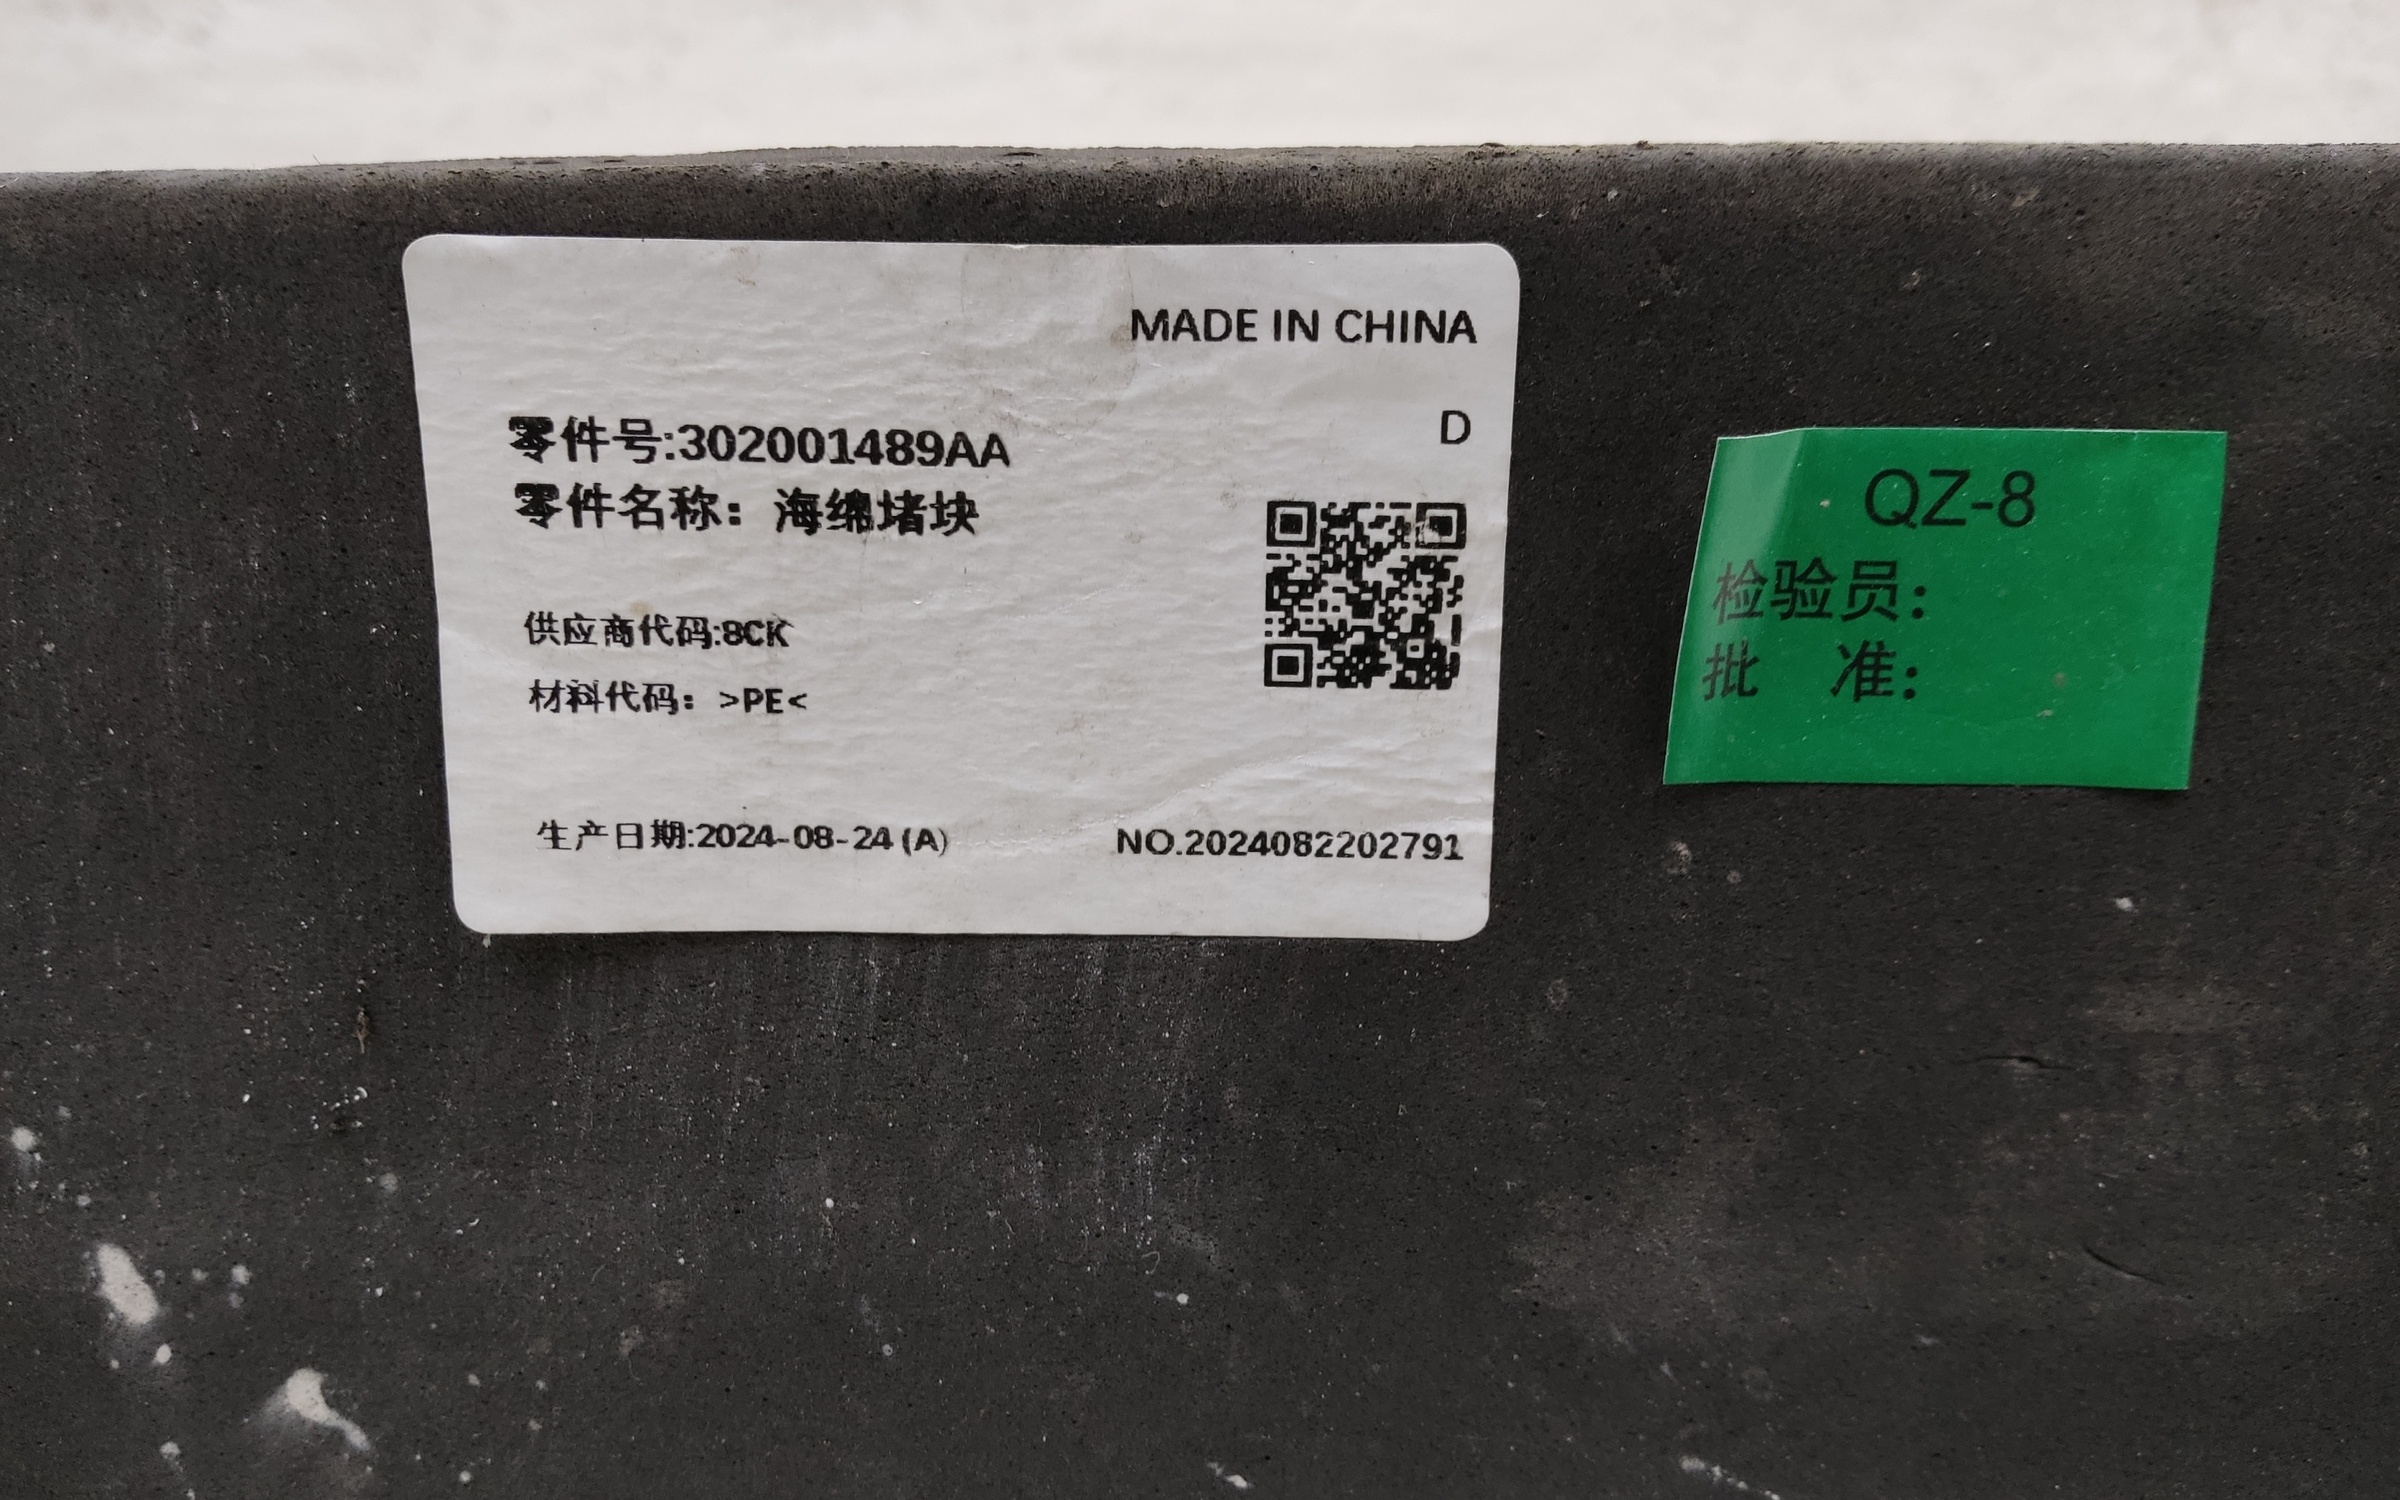 MADE IN CHINA
D
零件号:302001489AA
零件名称：海绵堵块
供应商代码:8CK
材料代码：>PE<
生产日期:2024-08-24(A)
NO.2024082202791
QZ-8
检验员：
批 准：